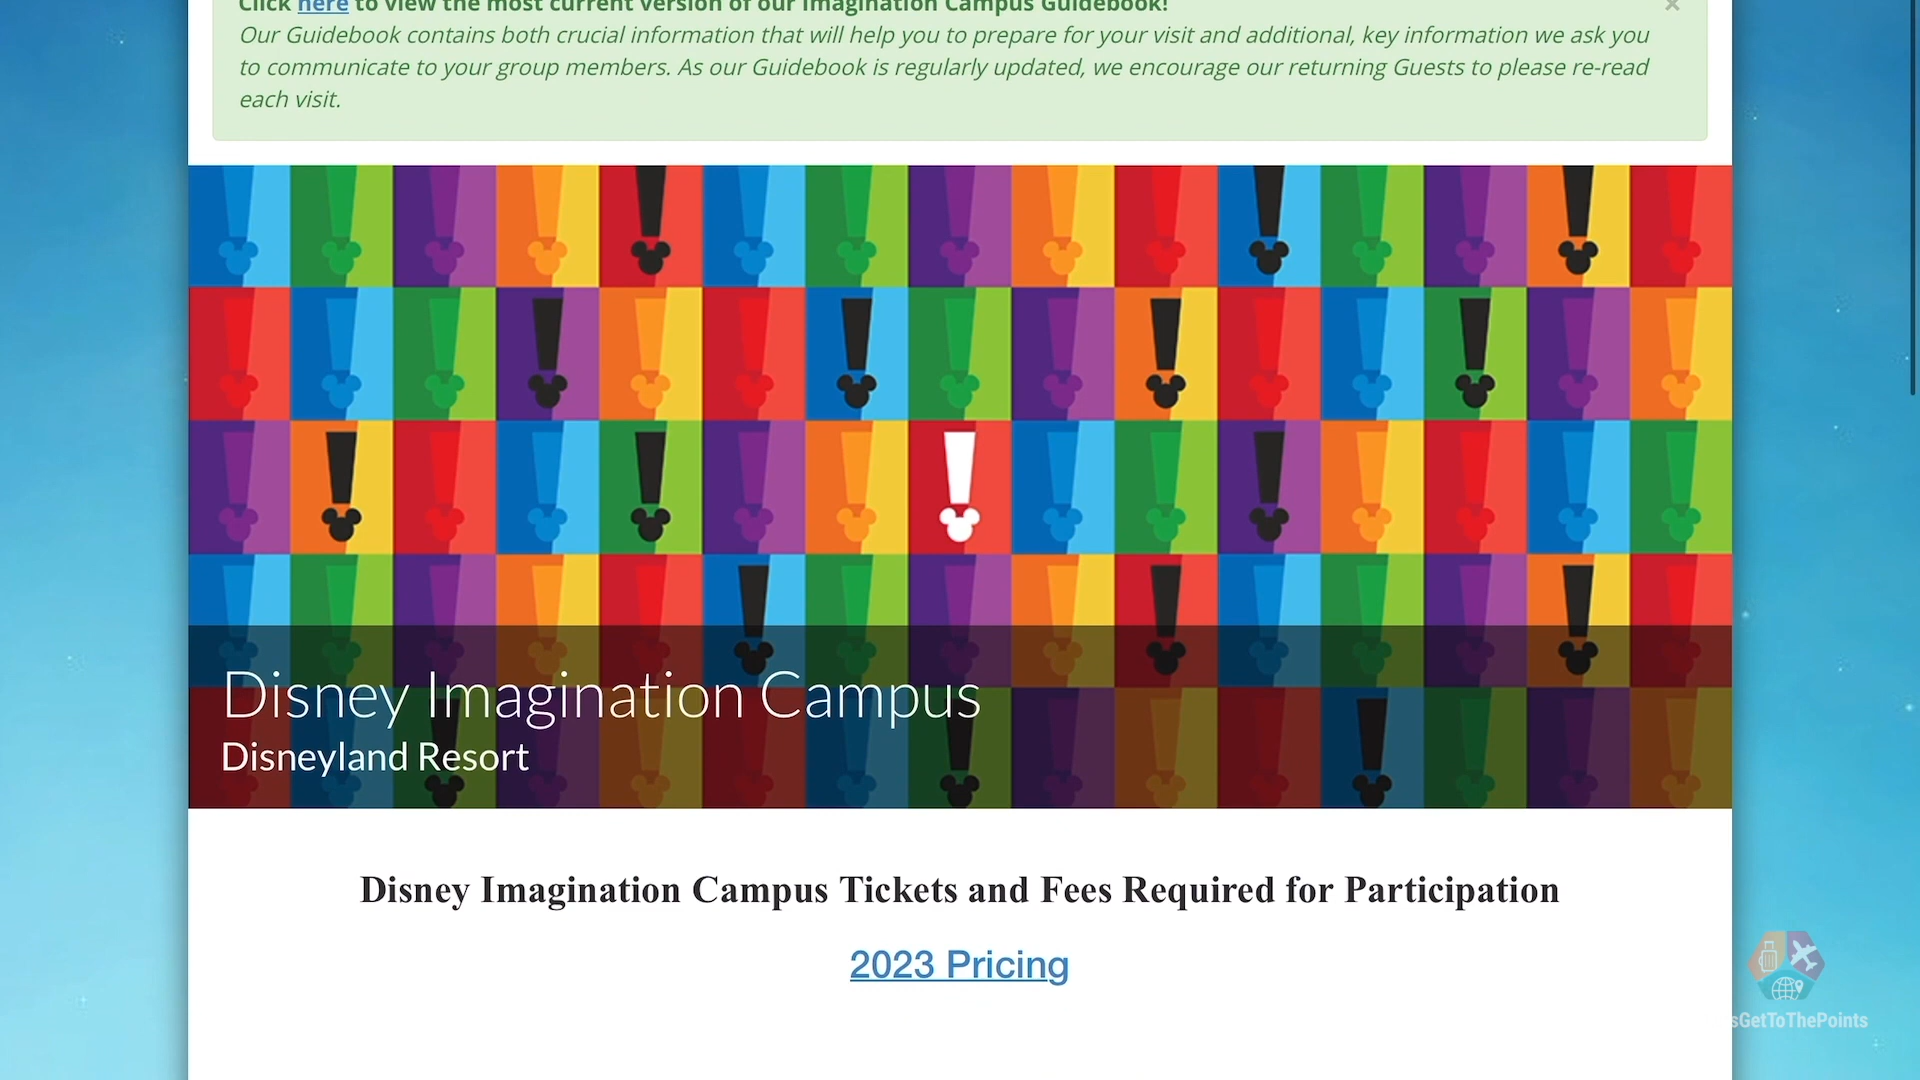 Click here to view the most current version of our Imagination Campus Guidebook!
×
Our Guidebook contains both crucial information that will help you to prepare for your visit and additional, key information we ask you
to communicate to your group members. As our Guidebook is regularly updated, we encourage our returning Guests to please re-read
each visit.
Disney Imagination Campus
Disneyland Resort
Disney Imagination Campus Tickets and Fees Required for Participation
2023 Pricing
sGetToThePoints